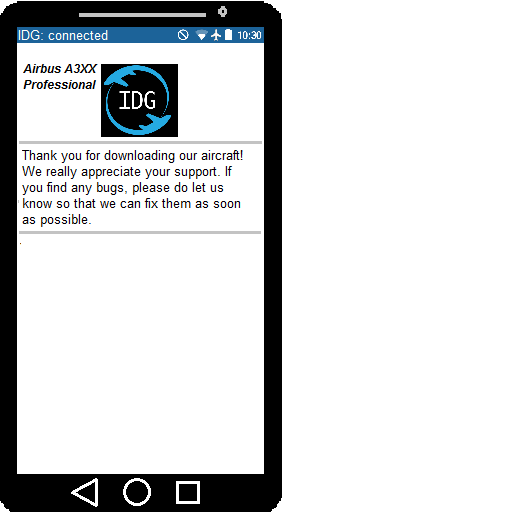 IDG: connected
10:30
Airbus A3XX
Professional
IDG
Thank you for downloading our aircraft!
We really appreciate your support. If
you find any bugs, please do let us
know so that we can fix them as soon
as possible.